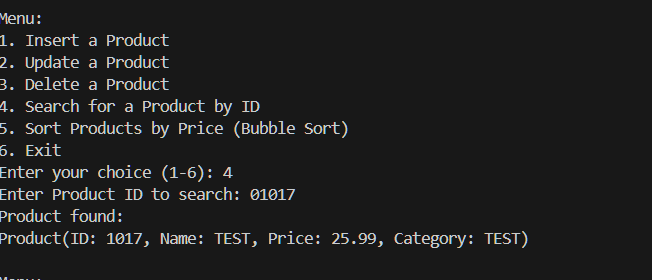 Menu:
1. Insert a Product
2. Update a Product
3. Delete a Product
4. Search for a Product by ID
5. Sort Products by Price (Bubble Sort)
6. Exit
Enter your choice (1-6): 4
Enter Product ID to search: 01017
Product found:
Product(ID: 1017, Name: TEST, Price: 25.99, Category: TEST)